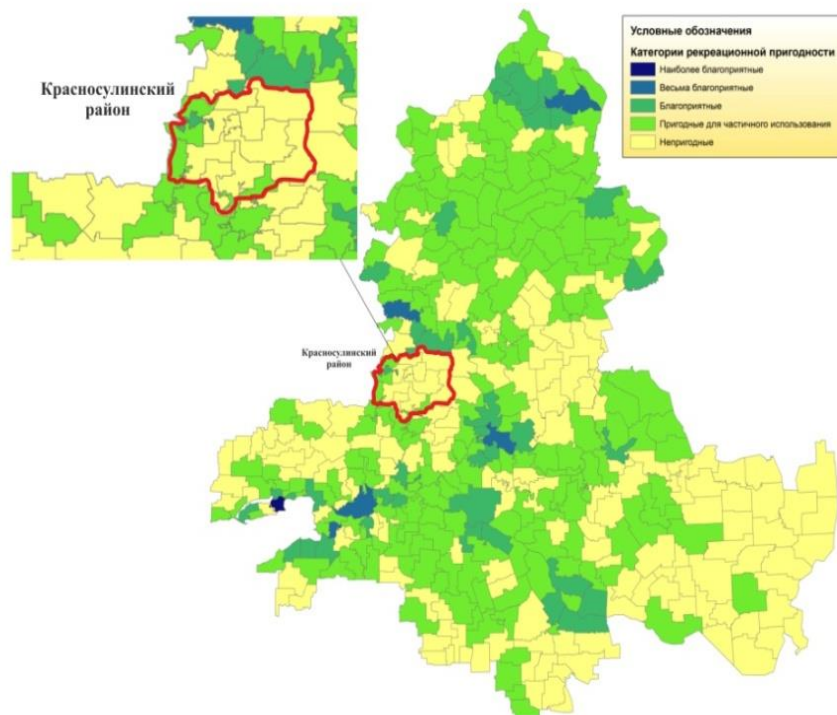 Красносулинский
район
Красносулинский
район
Условные обозначения
Категории рекреационной пригодности
Наиболее благоприятные
Весьма благоприятные
Благоприятные
Пригодные для частичного использования
Непригодные